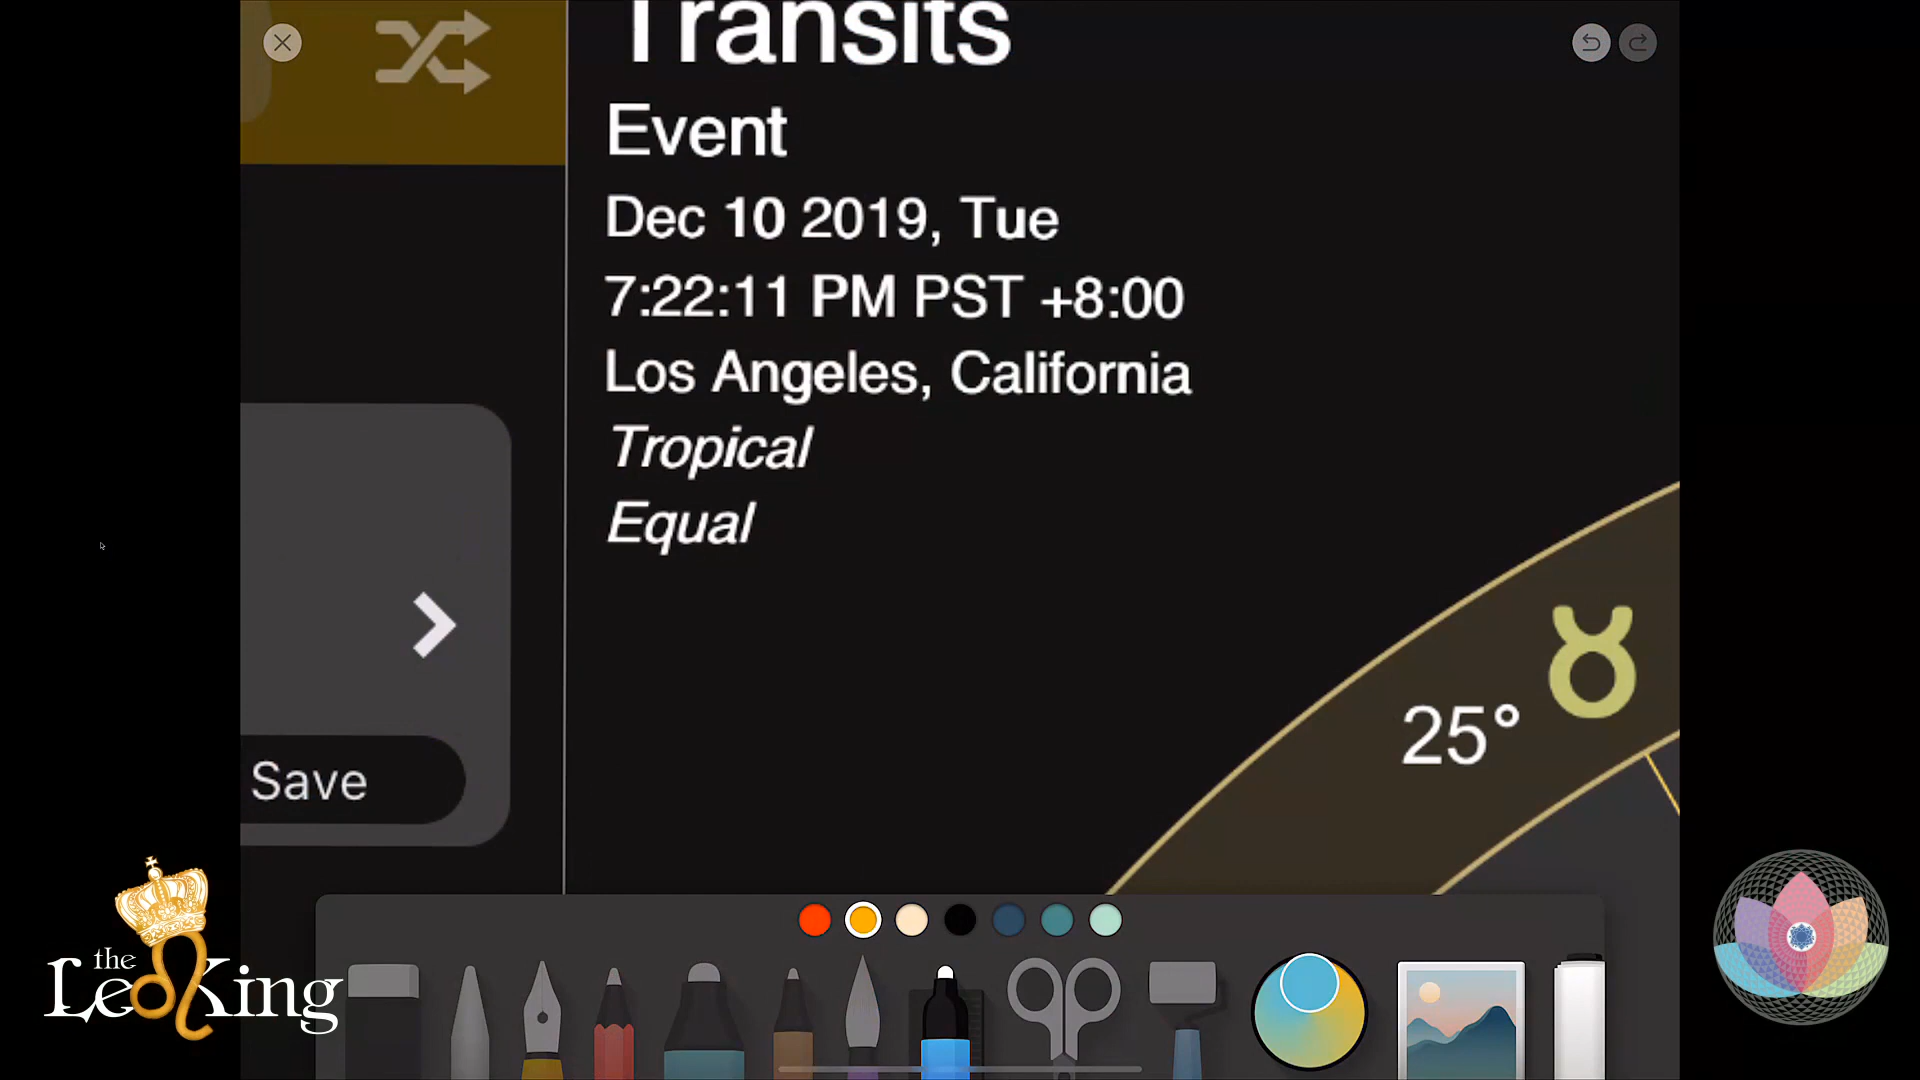 Transits
Event
Dec 10 2019, Tue
7:22:11 PM PST +8:00
Los Angeles, California
Tropical
Equal
25°
Save
the
LeoKing